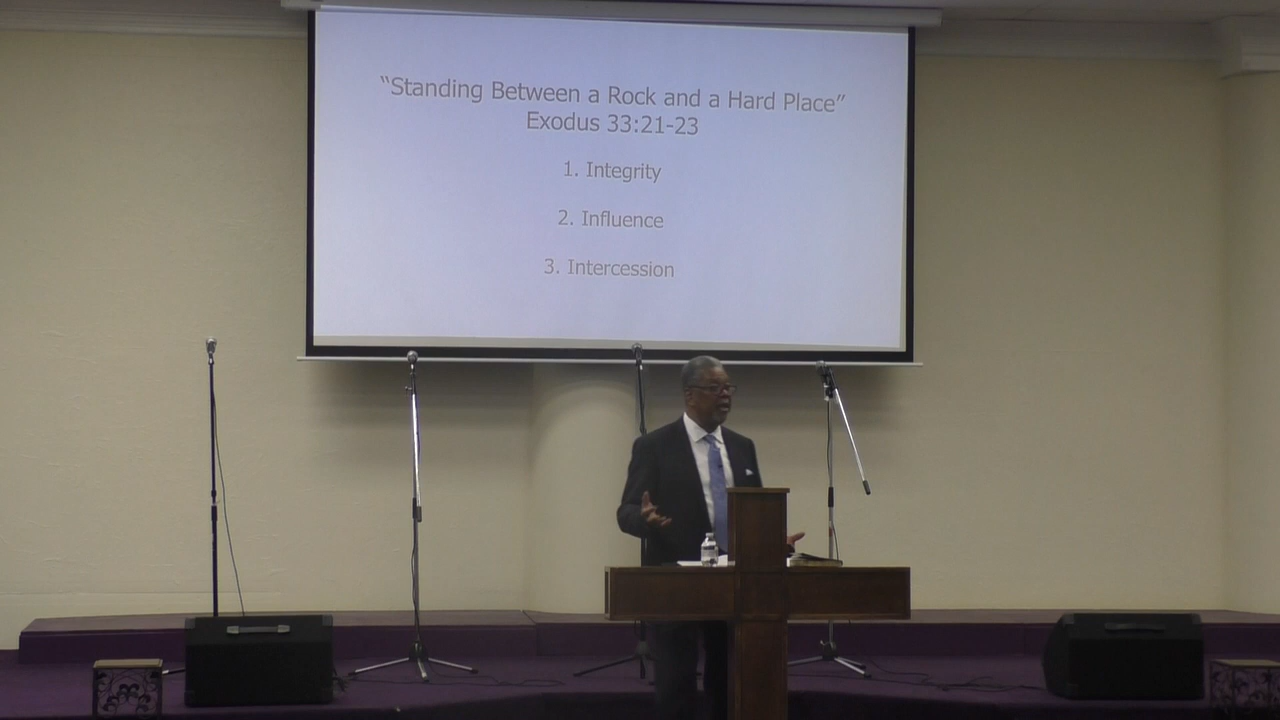 “Standing Between a Rock and a Hard Place”
Exodus 33:21-23
1. Integrity
2. Influence
3. Intercession